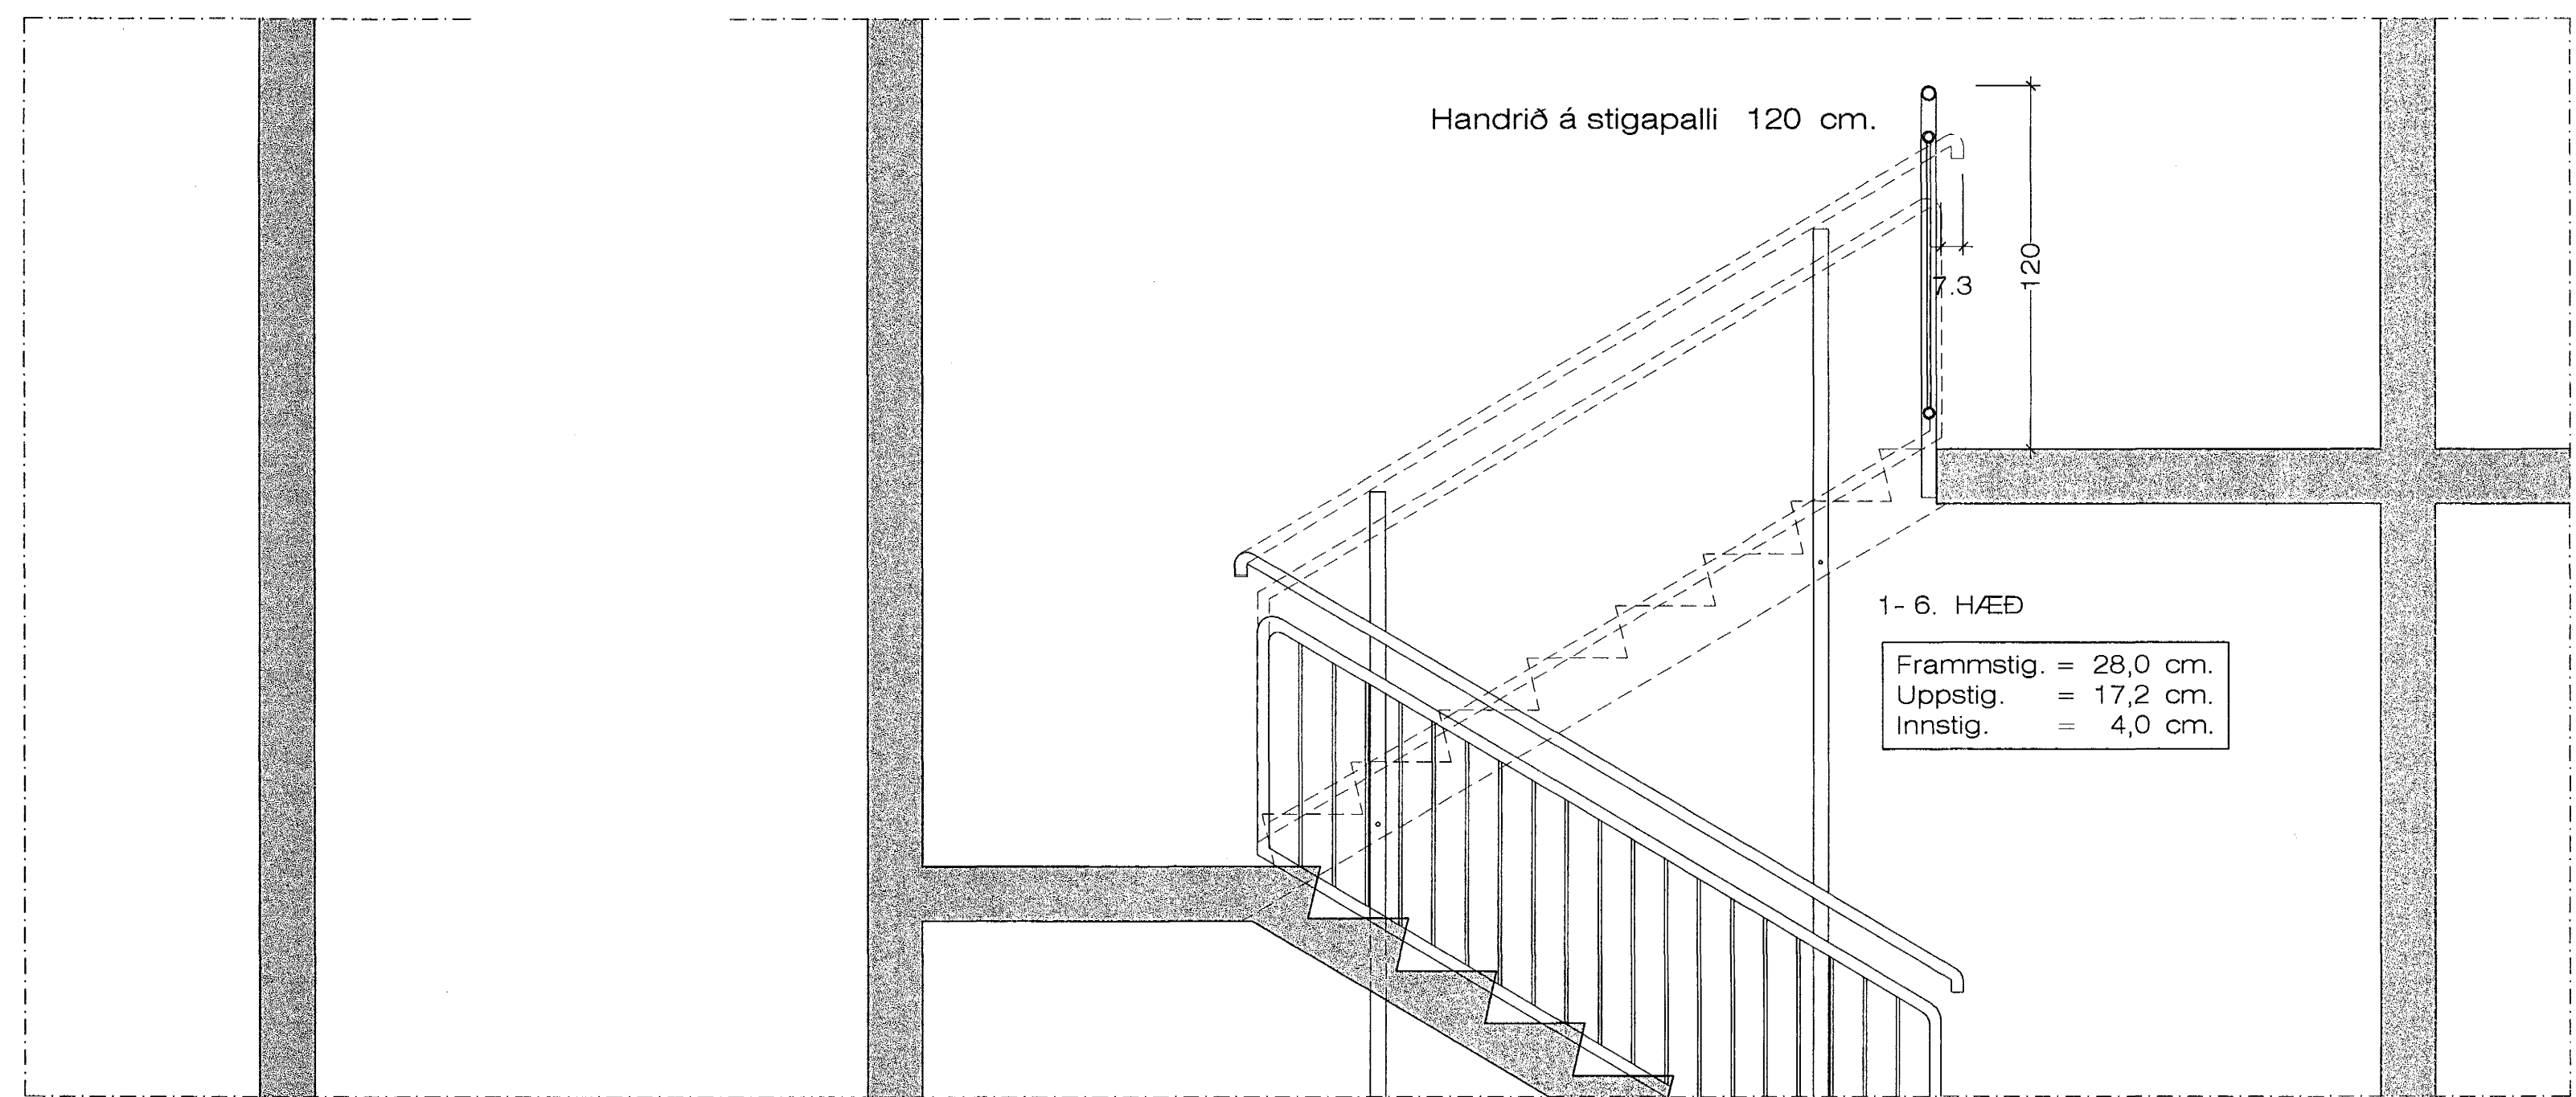 Handrið á stigapalli 120 cm.
7.3
120
1- 6. HÆÐ
Frammstig. = 28,0 cm.
Uppstig. = 17,2 cm.
Innstig. = 4,0 cm.